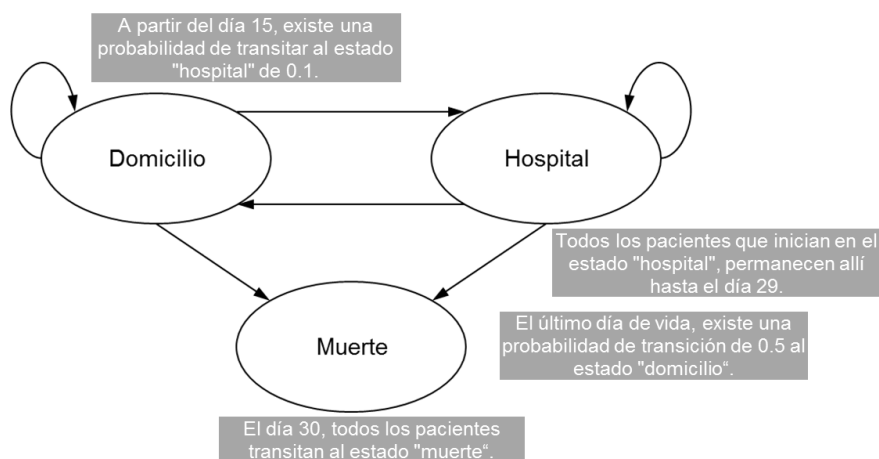 A partir del día 15, existe una
probabilidad de transitar al estado
"hospital" de 0.1.
Domicilio
Hospital
Todos los pacientes que inician en el
estado "hospital", permanecen allí
hasta el día 29.
El último día de vida, existe una
probabilidad de transición de 0.5 al
estado "domicilio“.
Muerte
El día 30, todos los pacientes
transitan al estado "muerte“.